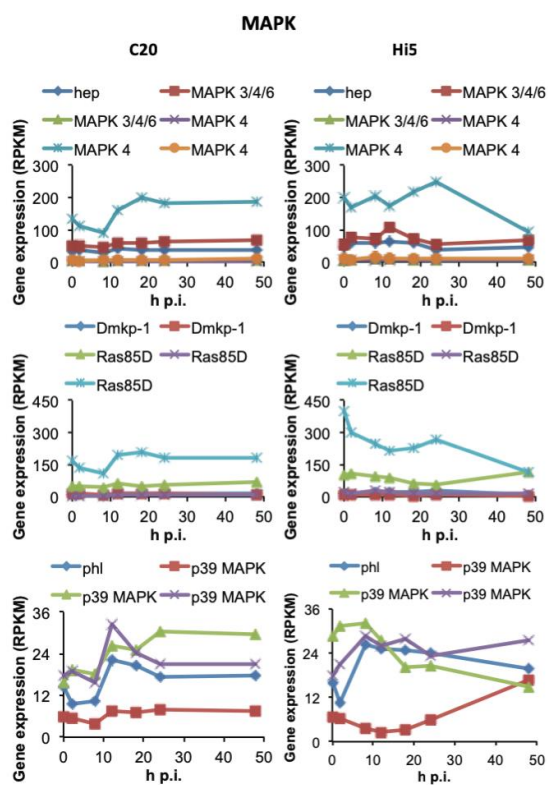 MAPK
C20
Hi5
hep MAPK 3/4/6
MAPK 3/4/6 MAPK 4
MAPK 4 MAPK 4
Gene expression (RPKM)
300
200
100
0
0 10 20 30 40 50
h p.i.
hep MAPK 3/4/6
MAPK 3/4/6 MAPK 4
MAPK 4 MAPK 4
Gene expression (RPKM)
300
200
100
0
0 10 20 30 40 50
h p.i.
Dmkp-1 Dmkp-1
Ras85D Ras85D
Ras85D
Gene expression (RPKM)
450
300
150
0
0 10 20 30 40 50
h p.i.
Dmkp-1 Dmkp-1
Ras85D Ras85D
Ras85D
Gene expression (RPKM)
450
300
150
0
0 10 20 30 40 50
h p.i.
phl p39 MAPK
p39 MAPK p39 MAPK
Gene expression (RPKM)
36
24
12
0
0 10 20 30 40 50
h p.i.
phl p39 MAPK
p39 MAPK p39 MAPK
Gene expression (RPKM)
36
24
12
0
0 10 20 30 40 50
h p.i.